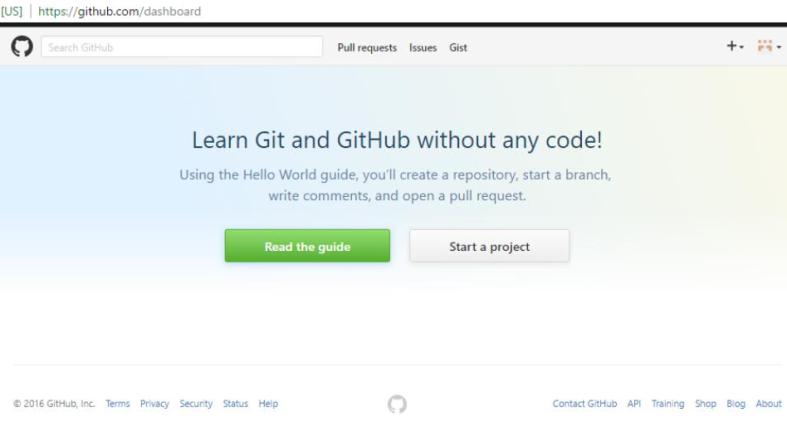 [US] https://github.com/dashboard
Search GitHub Pull requests Issues Gist
Learn Git and GitHub without any code!
Using the Hello World guide, you'll create a repository, start a branch,
write comments, and open a pull request.
Read the guide Start a project
© 2016 GitHub, Inc. Terms Privacy Security Status Help Contact GitHub API Training Shop Blog About